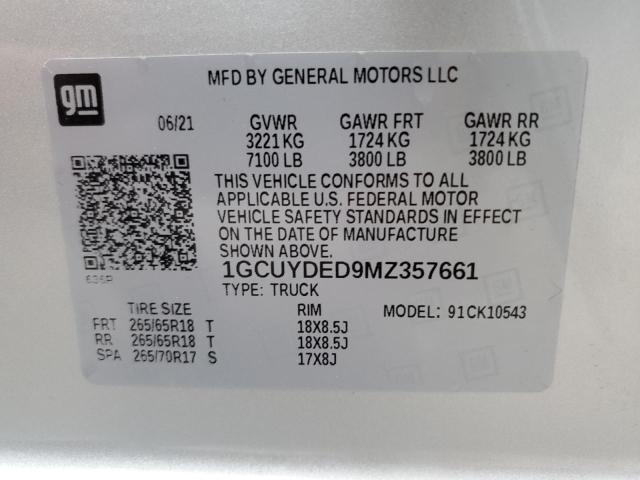 gm
MFD BY GENERAL MOTORS LLC
06/21 GVWR GAWR FRT GAWR RR
3221 KG 1724 KG 1724 KG
7100 LB 3800 LB 3800 LB
THIS VEHICLE CONFORMS TO ALL
APPLICABLE U.S. FEDERAL MOTOR
VEHICLE SAFETY STANDARDS IN EFFECT
ON THE DATE OF MANUFACTURE
SHOWN ABOVE.
1GCUYDED9MZ357661
TYPE: TRUCK
TIRE SIZE RIM MODEL: 91CK10543
FRT 265/65R18 T 18X8.5J
RR 265/65R18 T 18X8.5J
SPA 265/70R17 S 17X8J